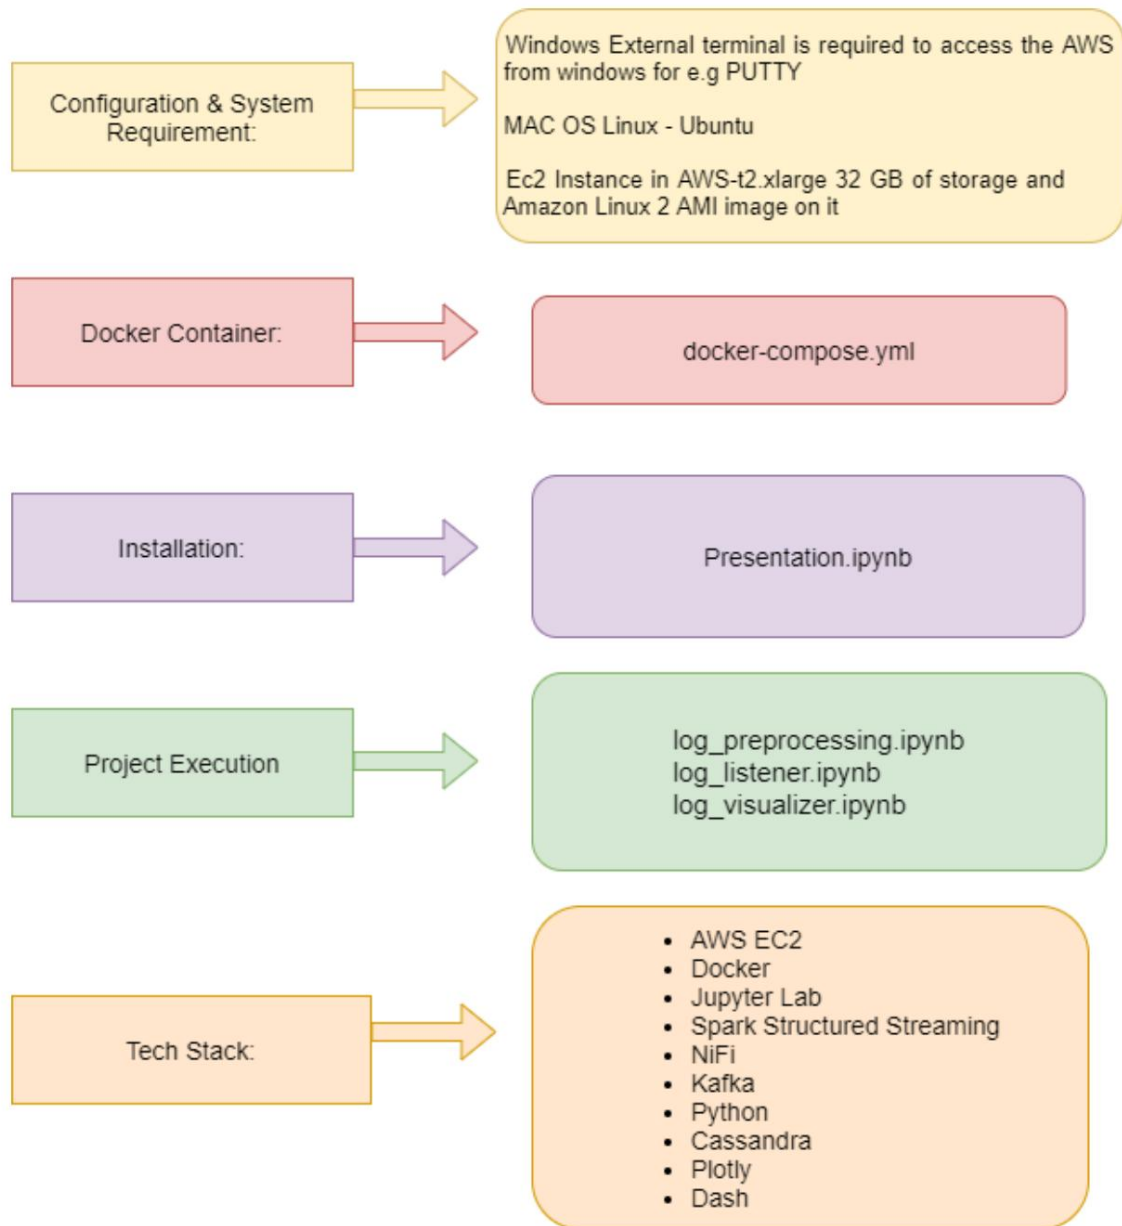 Configuration & System
Requirement:
Windows External terminal is required to access the AWS
from windows for e.g PUTTY
MAC OS Linux - Ubuntu
Ec2 Instance in AWS-t2.xlarge 32 GB of storage and
Amazon Linux 2 AMI image on it
Docker Container:
docker-compose.yml
Installation:
Presentation.ipynb
Project Execution
log_preprocessing.ipynb
log_listener.ipynb
log_visualizer.ipynb
Tech Stack:
• AWS EC2
• Docker
• Jupyter Lab
• Spark Structured Streaming
• NiFi
• Kafka
• Python
• Cassandra
• Plotly
• Dash